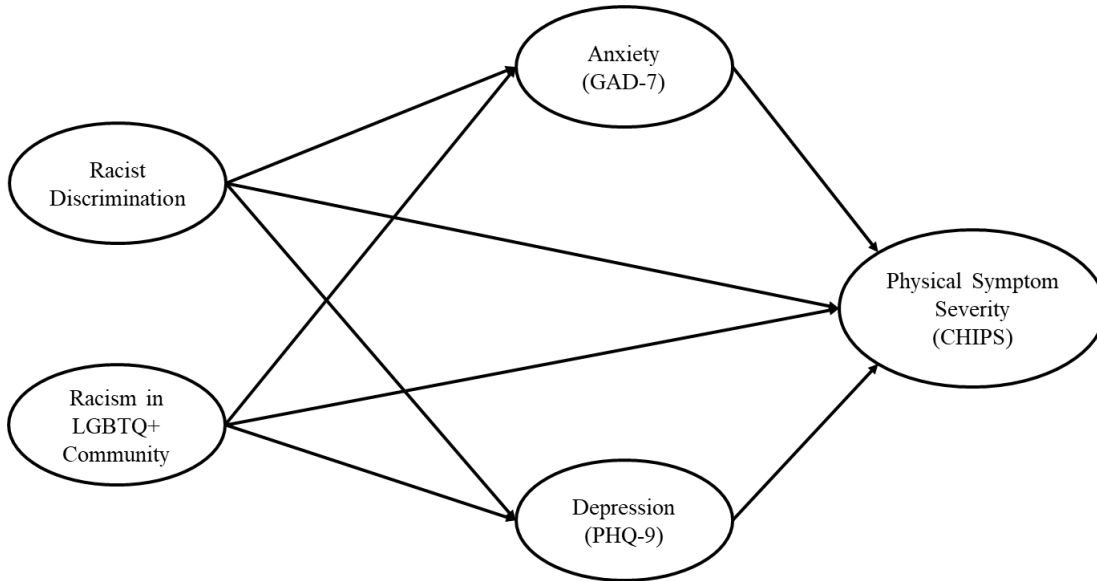 Anxiety
(GAD-7)
Racist
Discrimination
Physical Symptom
Severity
(CHIPS)
Racism in
LGBTQ+
Community
Depression
(PHQ-9)